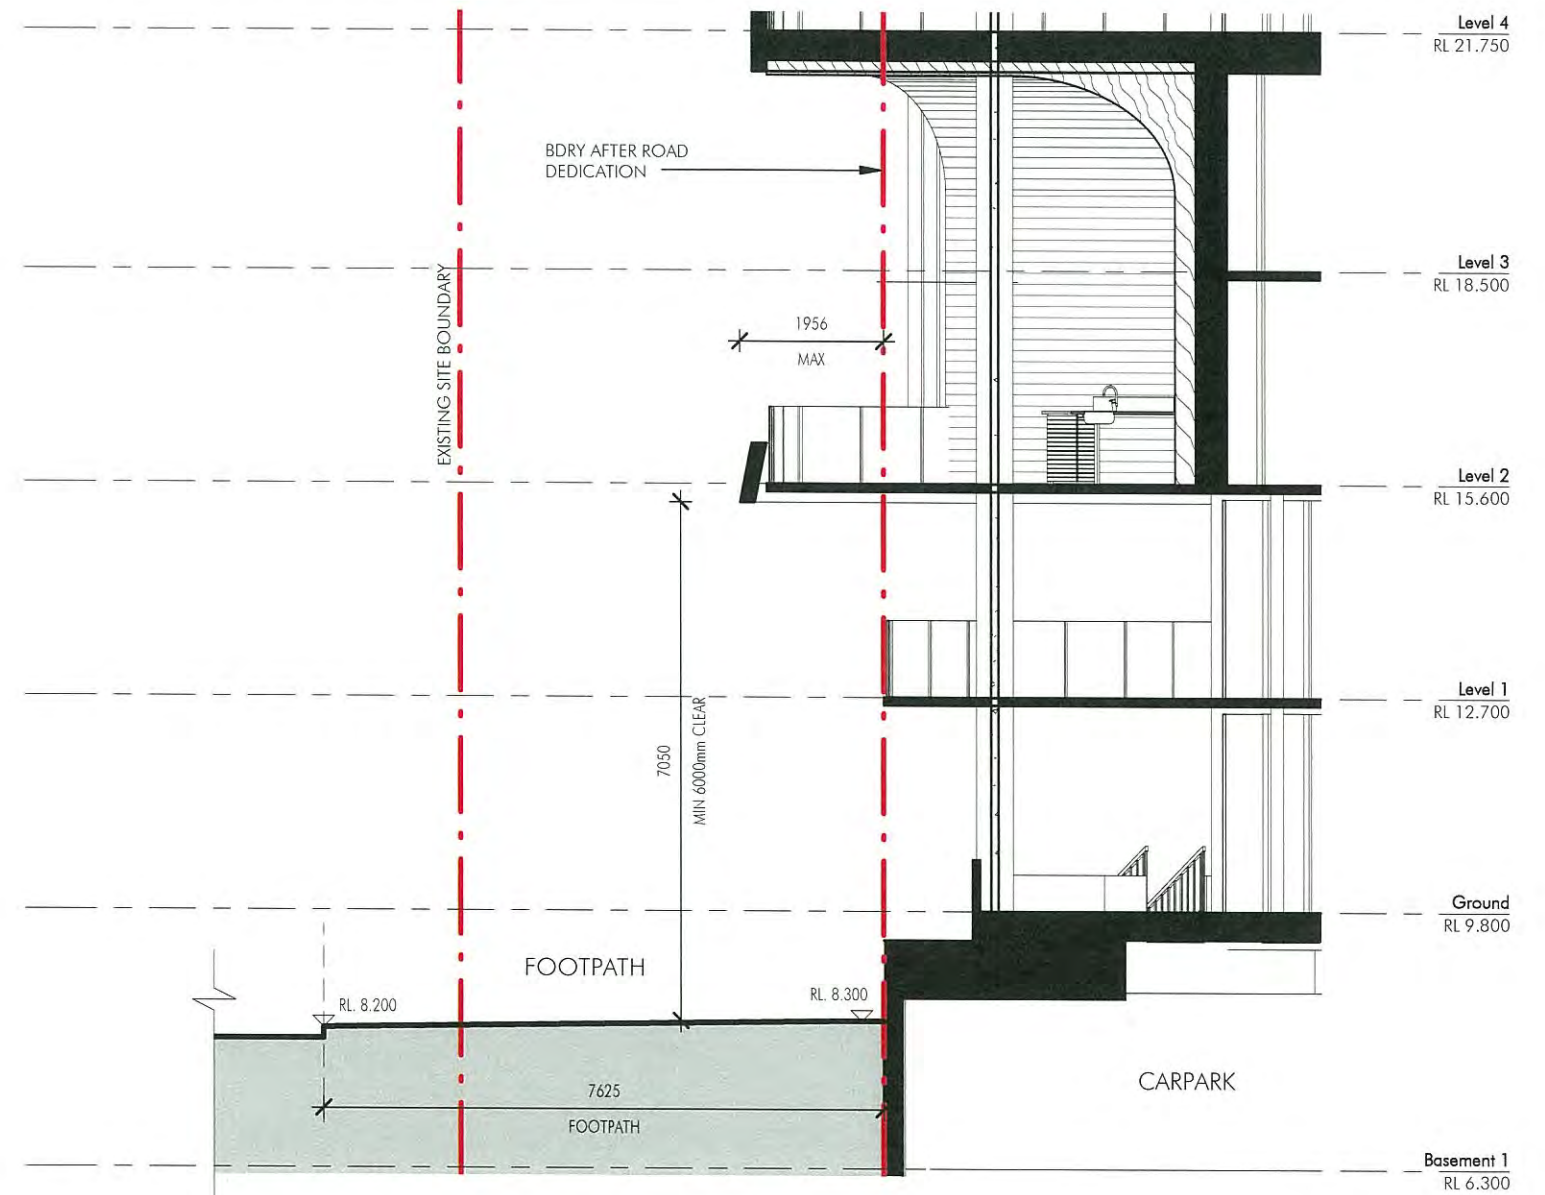 Level 4
RL 21.750
BDRY AFTER ROAD
DEDICATION
EXISTING SITE BOUNDARY
Level 3
RL 18.500
1956
MAX
Level 2
RL 15.600
Level 1
RL 12.700
7050
MIN 6000mm CLEAR
Ground
RL 9.800
FOOTPATH
RL. 8.200
RL. 8.300
CARPARK
7625
FOOTPATH
Basement 1
RL 6.300